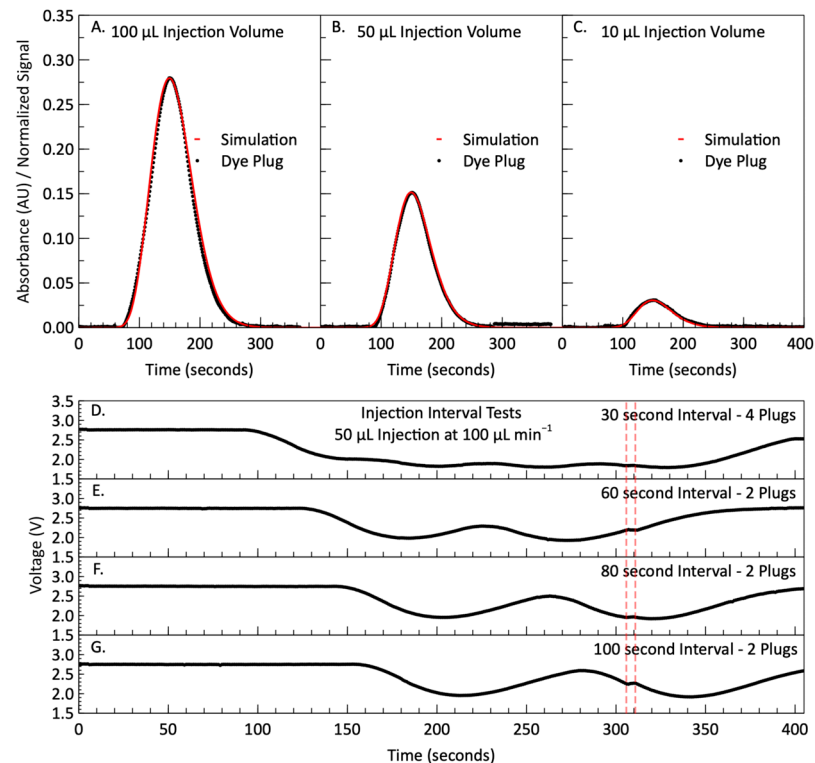 A. 100 µL Injection Volume
B. 50 µL Injection Volume
C. 10 µL Injection Volume
Absorbance (AU) / Normalized Signal
0.35
0.30
0.25
0.20
0.15
0.10
0.05
0.00
Simulation
Dye Plug
Simulation
Dye Plug
Simulation
Dye Plug
0 100 200 300 0 100 200 300 0 100 200 300 400
Time (seconds)
Time (seconds)
Time (seconds)
Voltage (V)
D.
Injection Interval Tests
50 µL Injection at 100 µL min⁻¹
30 second Interval - 4 Plugs
3.5
3.0
2.5
2.0
1.5
E.
60 second Interval - 2 Plugs
3.0
2.5
2.0
1.5
F.
80 second Interval - 2 Plugs
3.0
2.5
2.0
1.5
G.
100 second Interval - 2 Plugs
3.0
2.5
2.0
1.5
0 50 100 150 200 250 300 350 400
Time (seconds)